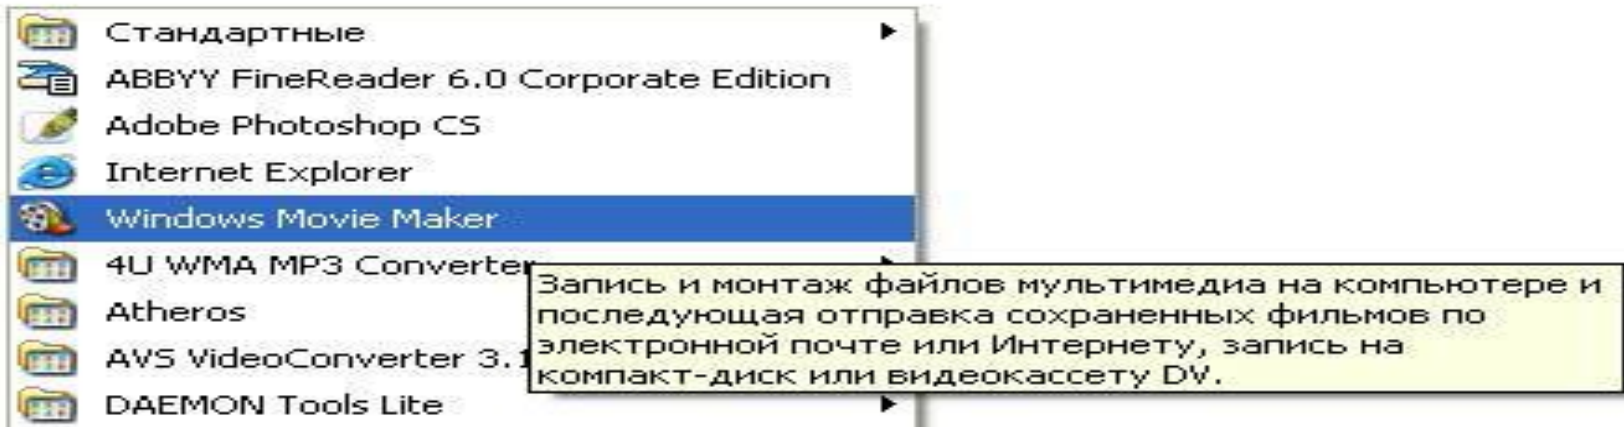 Стандартные
ABBYY FineReader 6.0 Corporate Edition
Adobe Photoshop CS
Internet Explorer
Windows Movie Maker
4U WMA MP3 Converter
Atheros
AVS VideoConverter 3.1
DAEMON Tools Lite
Запись и монтаж файлов мультимедиа на компьютере и
последующая отправка сохраненных фильмов по
электронной почте или Интернету, запись на
компакт-диск или видеокассету DV.